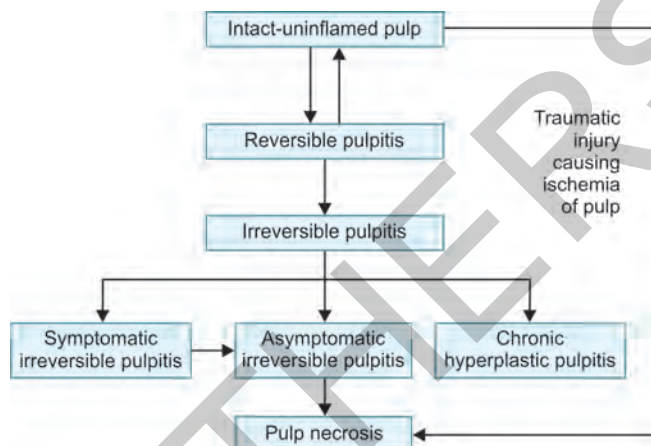 Intact-uninflamed pulp
Reversible pulpitis
Traumatic
injury
causing
ischemia
of pulp
Irreversible pulpitis
Symptomatic
irreversible pulpitis
Asymptomatic
irreversible pulpitis
Chronic
hyperplastic pulpitis
Pulp necrosis
THERS